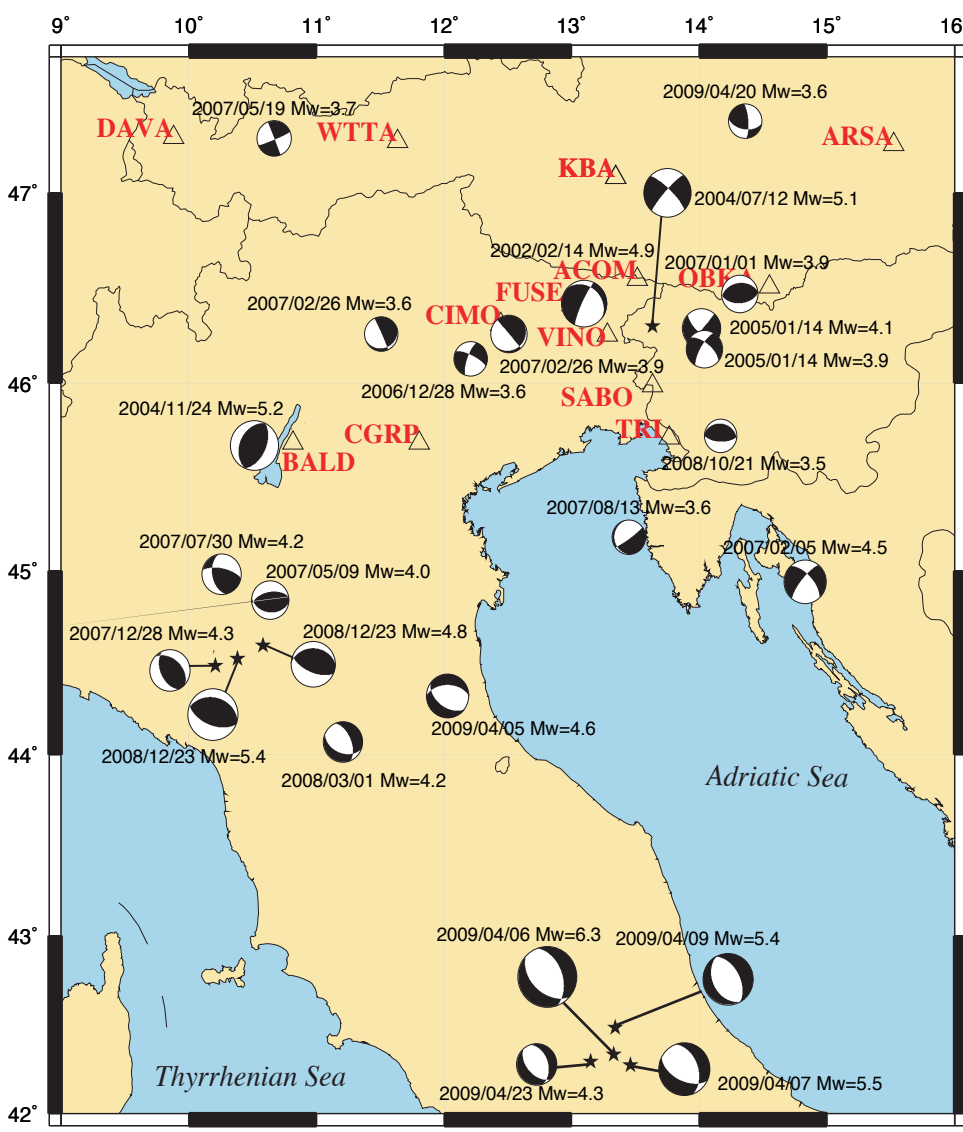 9° 10° 11° 12° 13° 14° 15° 16
2009/04/20 Mw=3.6
2007/05/19 Mw=3.7
DAVA
WTTA
ARSA
KBA
47°
2004/07/12 Mw=5.1
2002/02/14 Mw=4.9
2007/01/01 Mw=3.9
ACOM
OBKA
FUSE
2007/02/26 Mw=3.6
CIMO
2005/01/14 Mw=4.1
VINO
2005/01/14 Mw=3.9
2007/02/26 Mw=3.9
46°
2006/12/28 Mw=3.6
SABO
2004/11/24 Mw=5.2
CGRP
TRI
BALD
2008/10/21 Mw=3.5
2007/08/13 Mw=3.6
2007/07/30 Mw=4.2
2007/02/05 Mw=4.5
45°
2007/05/09 Mw=4.0
2007/12/28 Mw=4.3
2008/12/23 Mw=4.8
2009/04/05 Mw=4.6
44°
2008/12/23 Mw=5.4
2008/03/01 Mw=4.2
Adriatic Sea
43°
2009/04/06 Mw=6.3
2009/04/09 Mw=5.4
Thyrrhenian Sea
2009/04/23 Mw=4.3
2009/04/07 Mw=5.5
42°